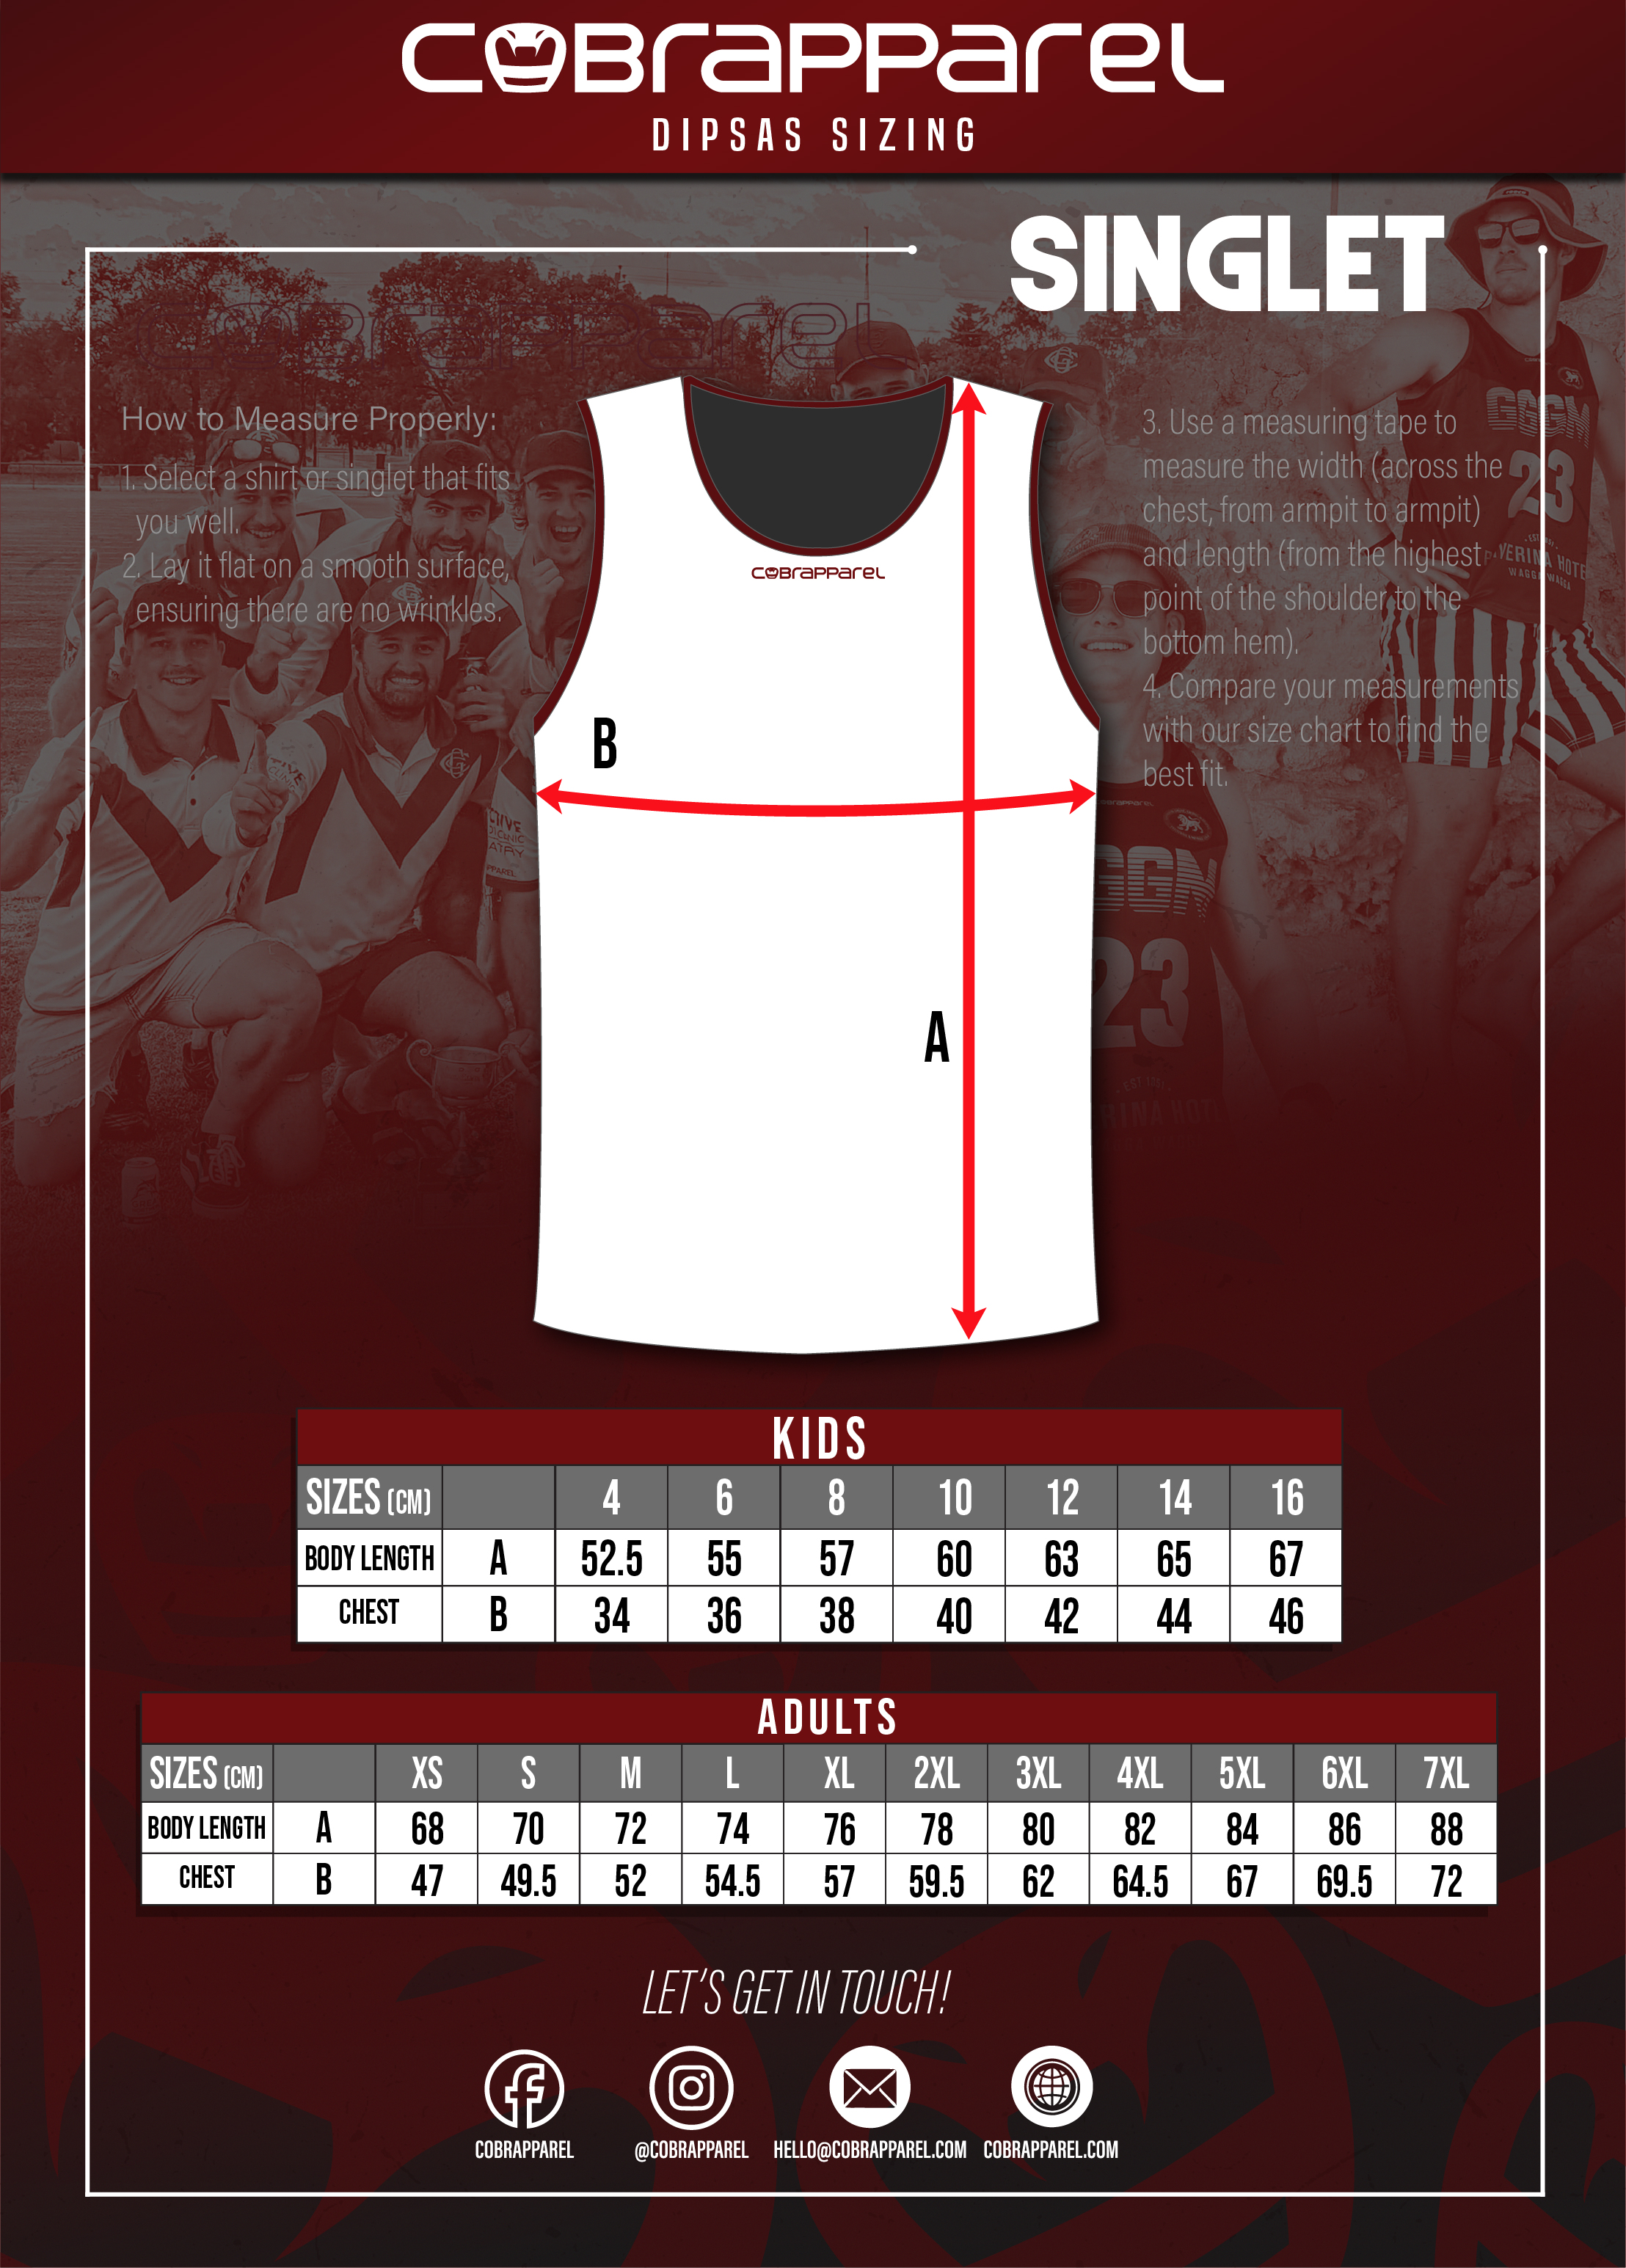 COBRAPPAREL
DIPSAS SIZING
SINGLET
COBRAPPAREL
How to Measure Properly:
1. Select a shirt or singlet that fits
you well.
2. Lay it flat on a smooth surface,
ensuring there are no wrinkles.
3. Use a measuring tape to
measure the width (across the
chest, from armpit to armpit)
and length (from the highest
point of the shoulder to the
bottom hem).
4. Compare your measurements
with our size chart to find the
best fit.
GGGM
23
COBRAPPAREL
B
A
GGGM
23
KIDS
SIZES (CM) 4 6 8 10 12 14 16
BODY LENGTH A 52.5 55 57 60 63 65 67
CHEST B 34 36 38 40 42 44 46
ADULTS
SIZES (CM) XS S M L XL 2XL 3XL 4XL 5XL 6XL 7XL
BODY LENGTH A 68 70 72 74 76 78 80 82 84 86 88
CHEST B 47 49.5 52 54.5 57 59.5 62 64.5 67 69.5 72
LET'S GET IN TOUCH!
COBRAPPAREL @COBRAPPAREL HELLO@COBRAPPAREL.COM COBRAPPAREL.COM